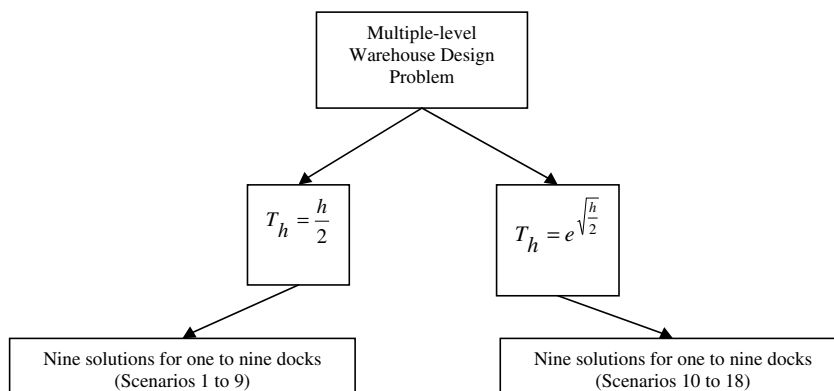 Multiple-level
Warehouse Design
Problem
T_h = h/2
T_h = e^{\sqrt{h/2}}
Nine solutions for one to nine docks
(Scenarios 1 to 9)
Nine solutions for one to nine docks
(Scenarios 10 to 18)